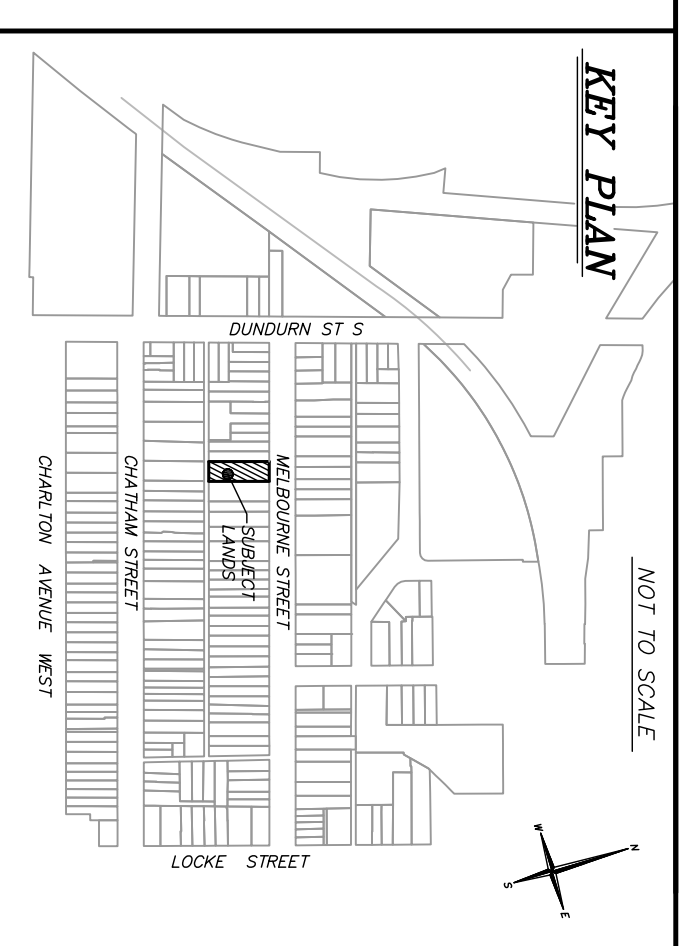 KEY PLAN
NOT TO SCALE
DUNDURN ST S
MELBOURNE STREET
SUBJECT
LANDS
CHATHAM STREET
CHARLTON AVENUE WEST
LOCKE STREET
N
W
E
S